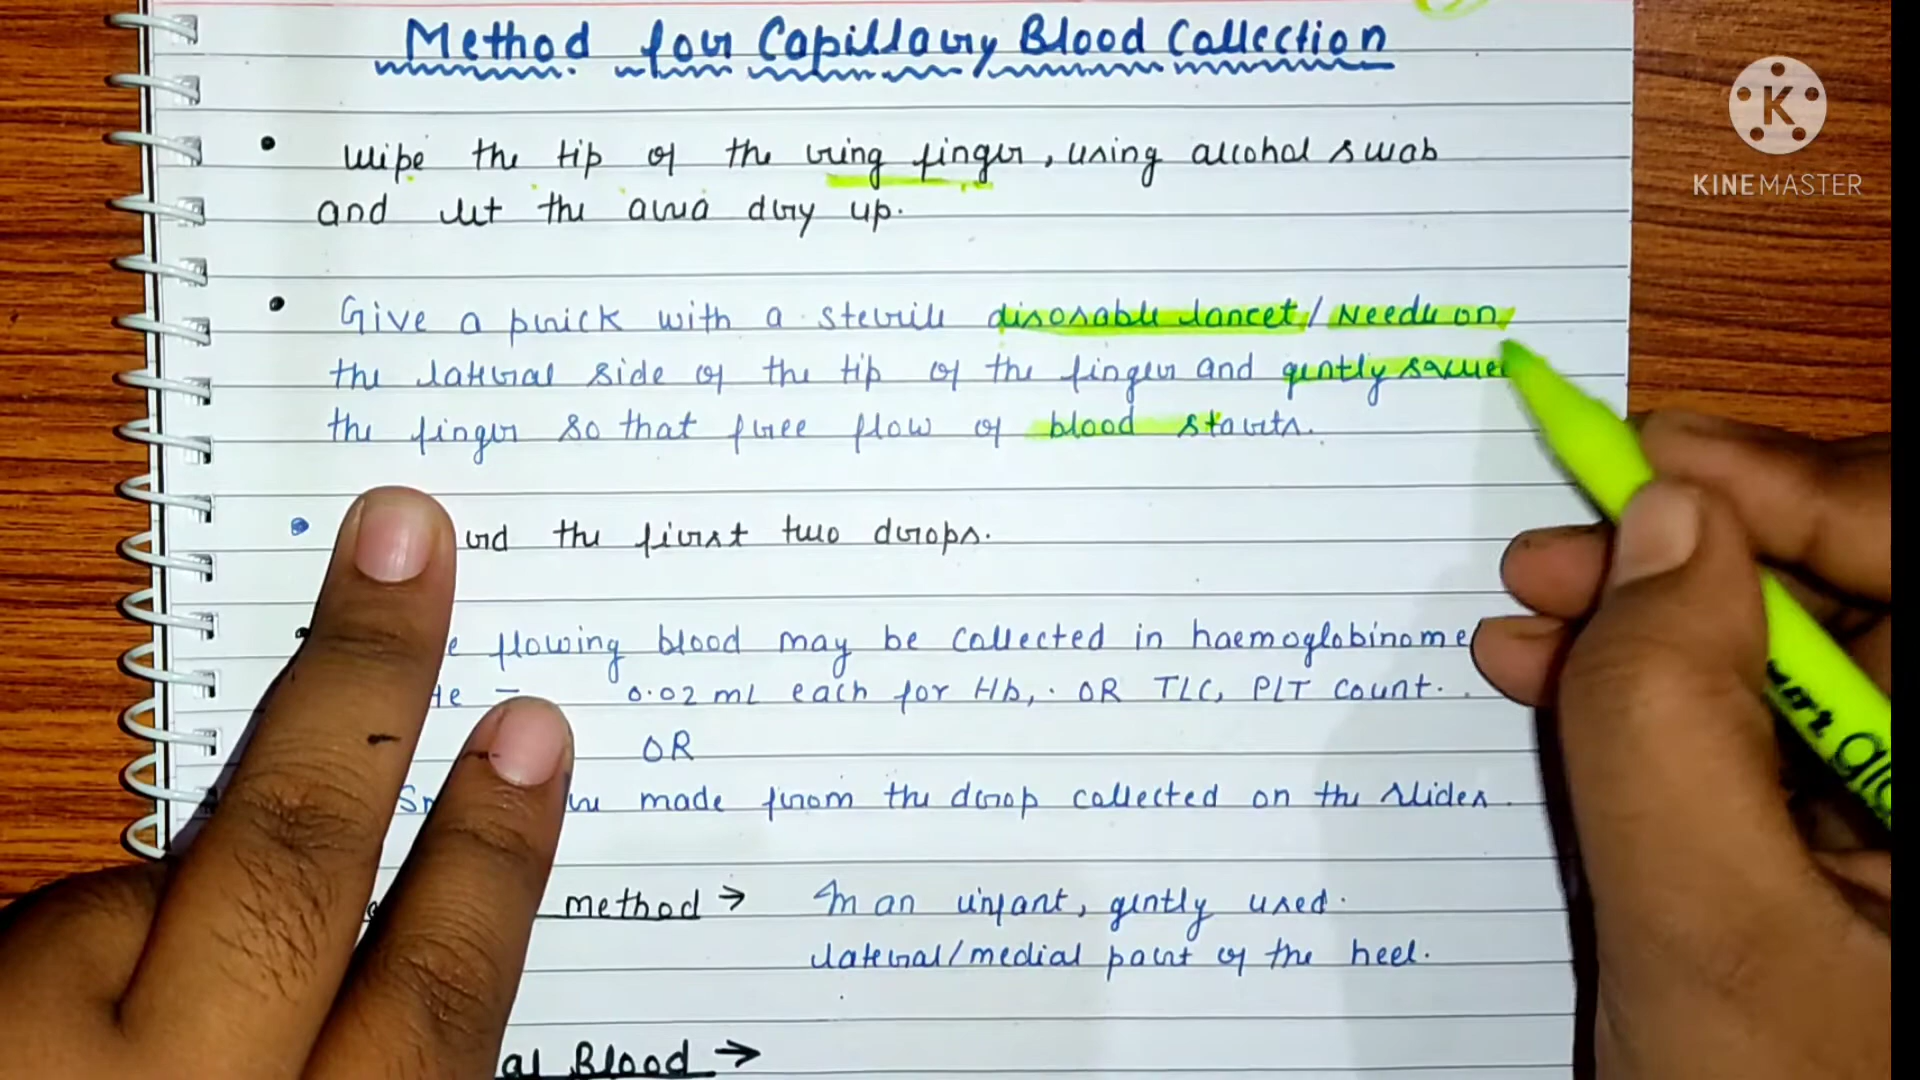 Method for Capillary Blood Collection
KINEMASTER
• Wipe the tip of the ring finger, using alcohol swab
and let the area dry up.
• Give a prick with a sterile disosable lancet / Needle on
the lateral side of the tip of the finger and gently
the finger so that free flow of blood starts.
• the first two drops.
flowing blood may be collected in
0.02 mL each for Hb,. OR TLC, PLT count.
OR
made from the drop collected on the slides.
method → In an infant, gently used.
lateral/medial part of the heel.
Blood →